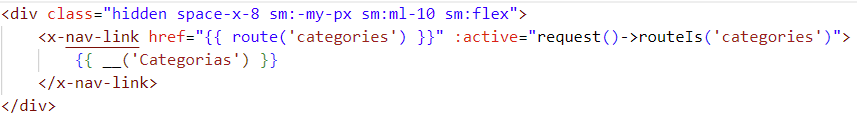 <div class="hidden space-x-8 sm:-my-px sm:ml-10 sm:flex">
<x-nav-link href="{{ route('categories') }}" :active="request()->routeIs('categories')">
{{ __('Categorias') }}
</x-nav-link>
</div>